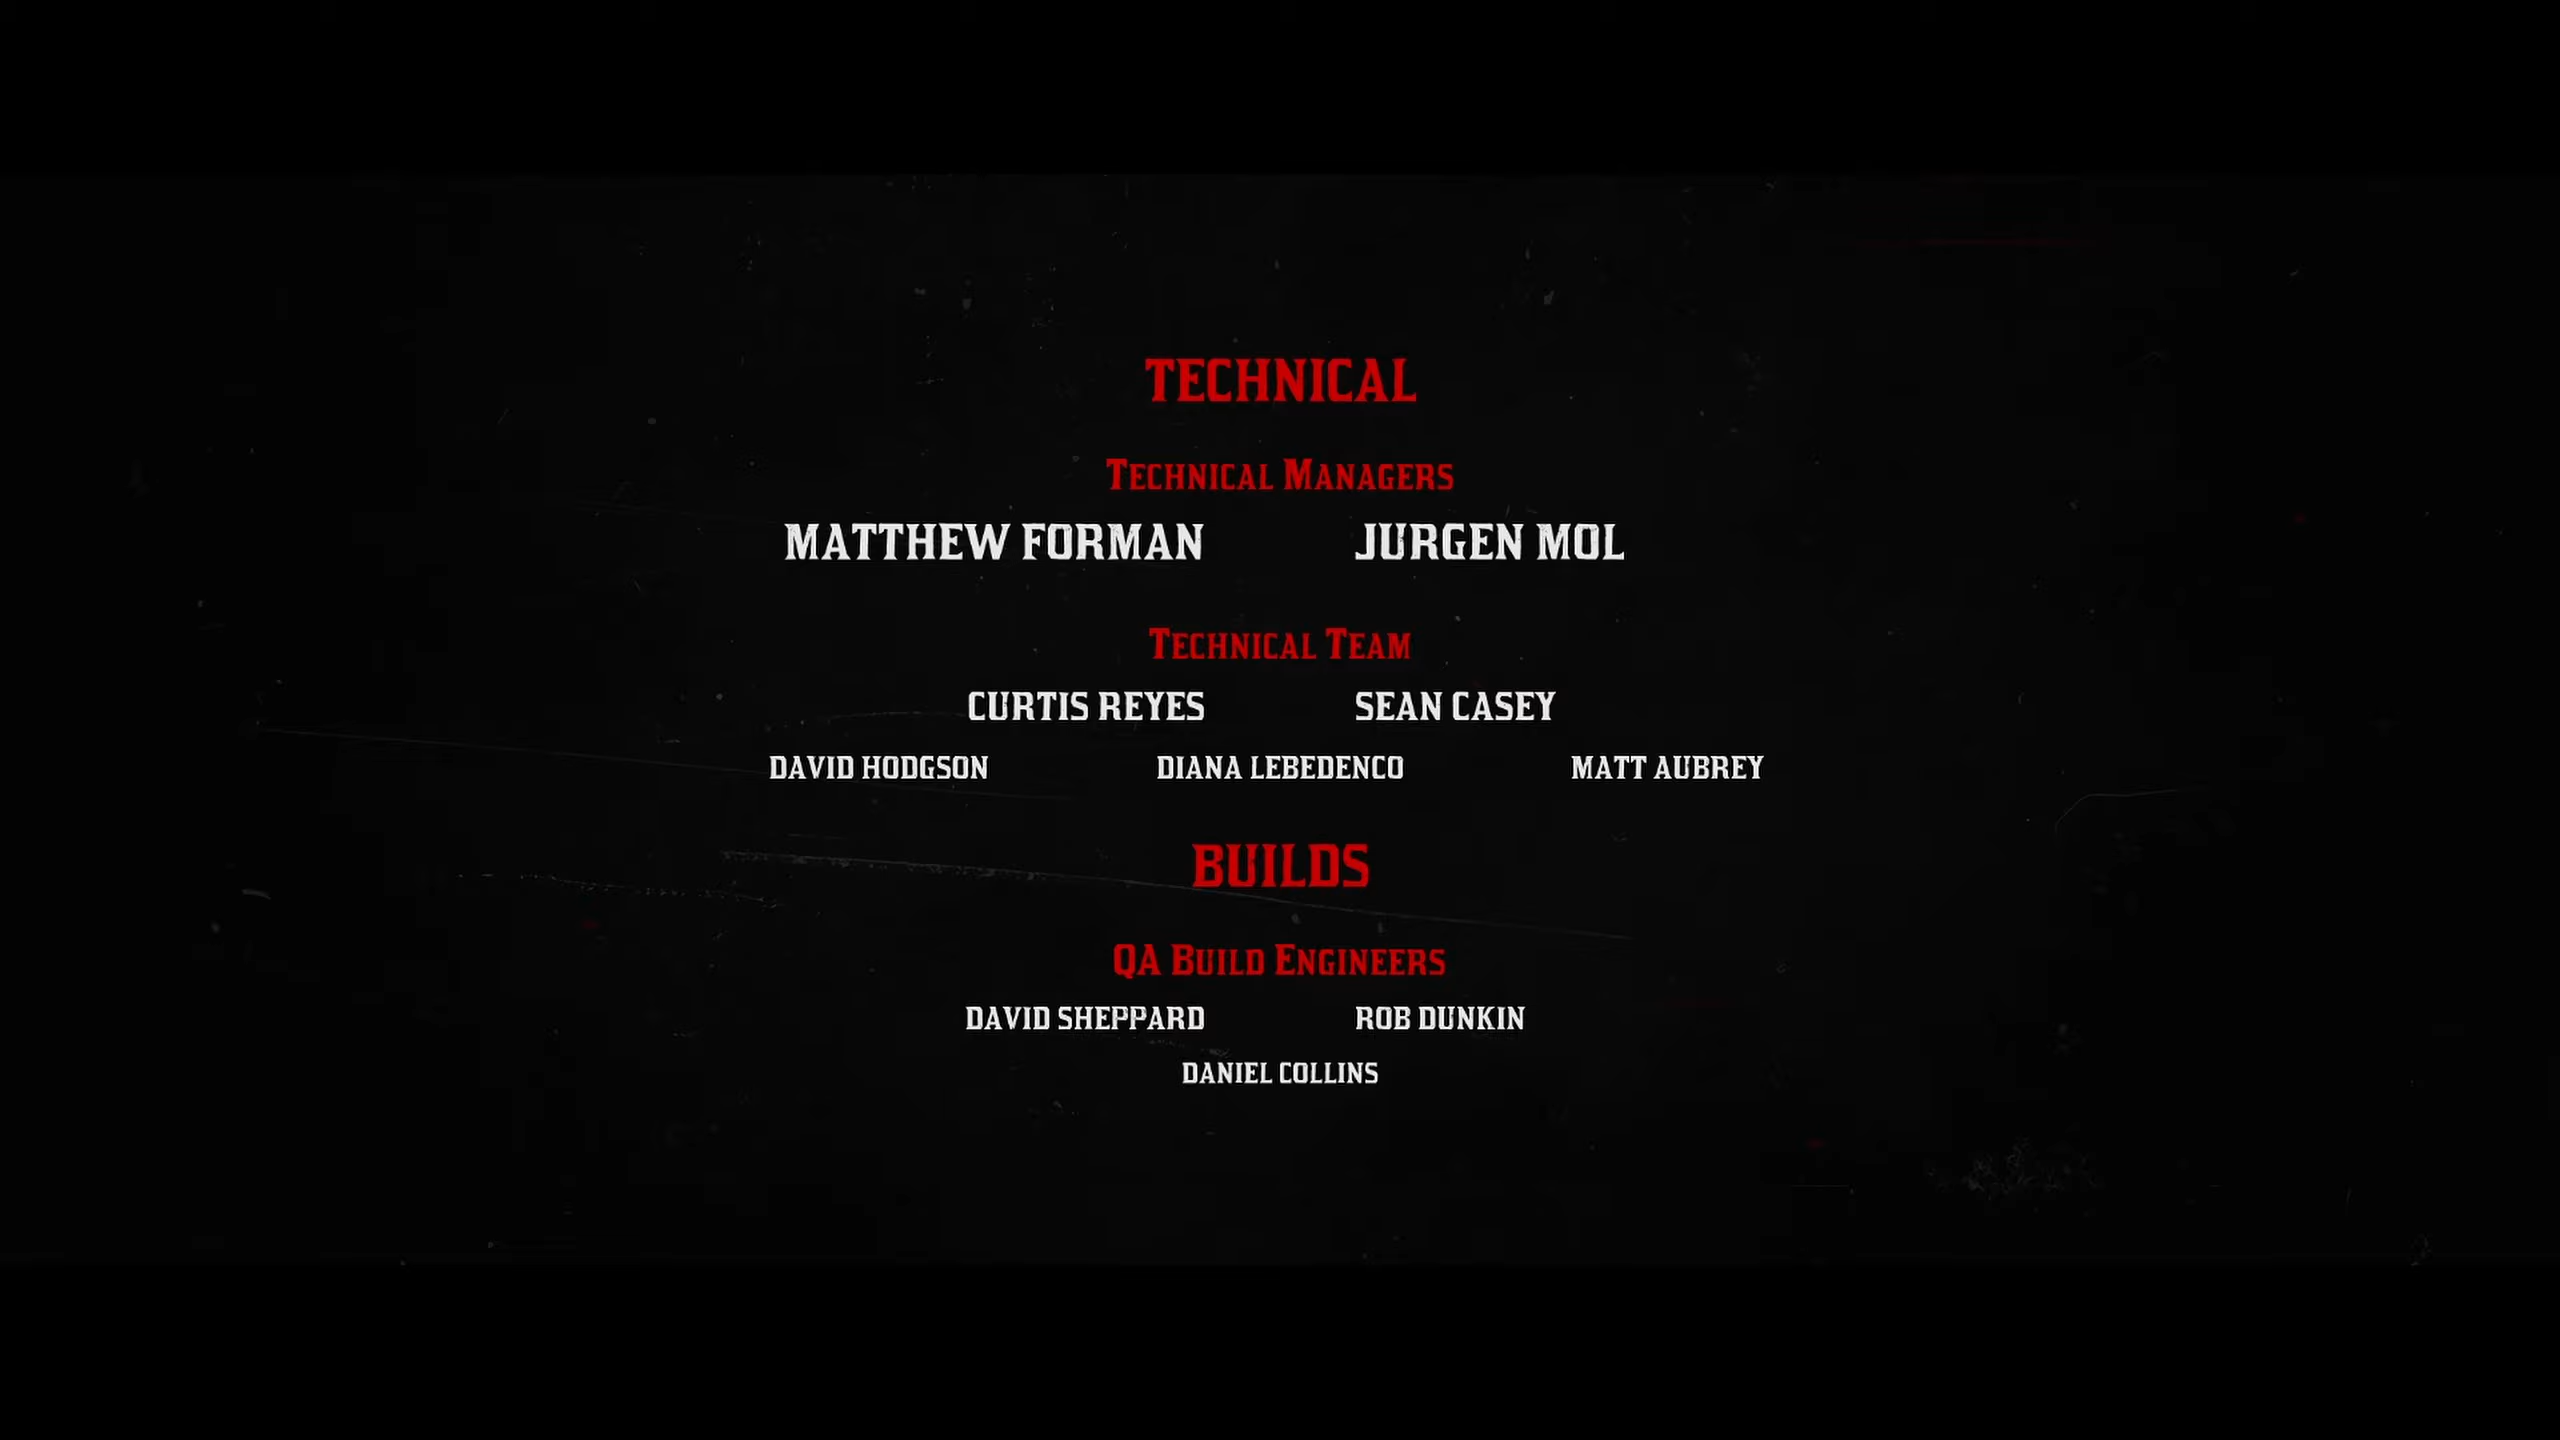 TECHNICAL
TECHNICAL MANAGERS
MATTHEW FORMAN JURGEN MOL
TECHNICAL TEAM
CURTIS REYES SEAN CASEY
DAVID HODGSON DIANA LEBEDENCO MATT AUBREY
BUILDS
QA BUILD ENGINEERS
DAVID SHEPPARD ROB DUNKIN
DANIEL COLLINS